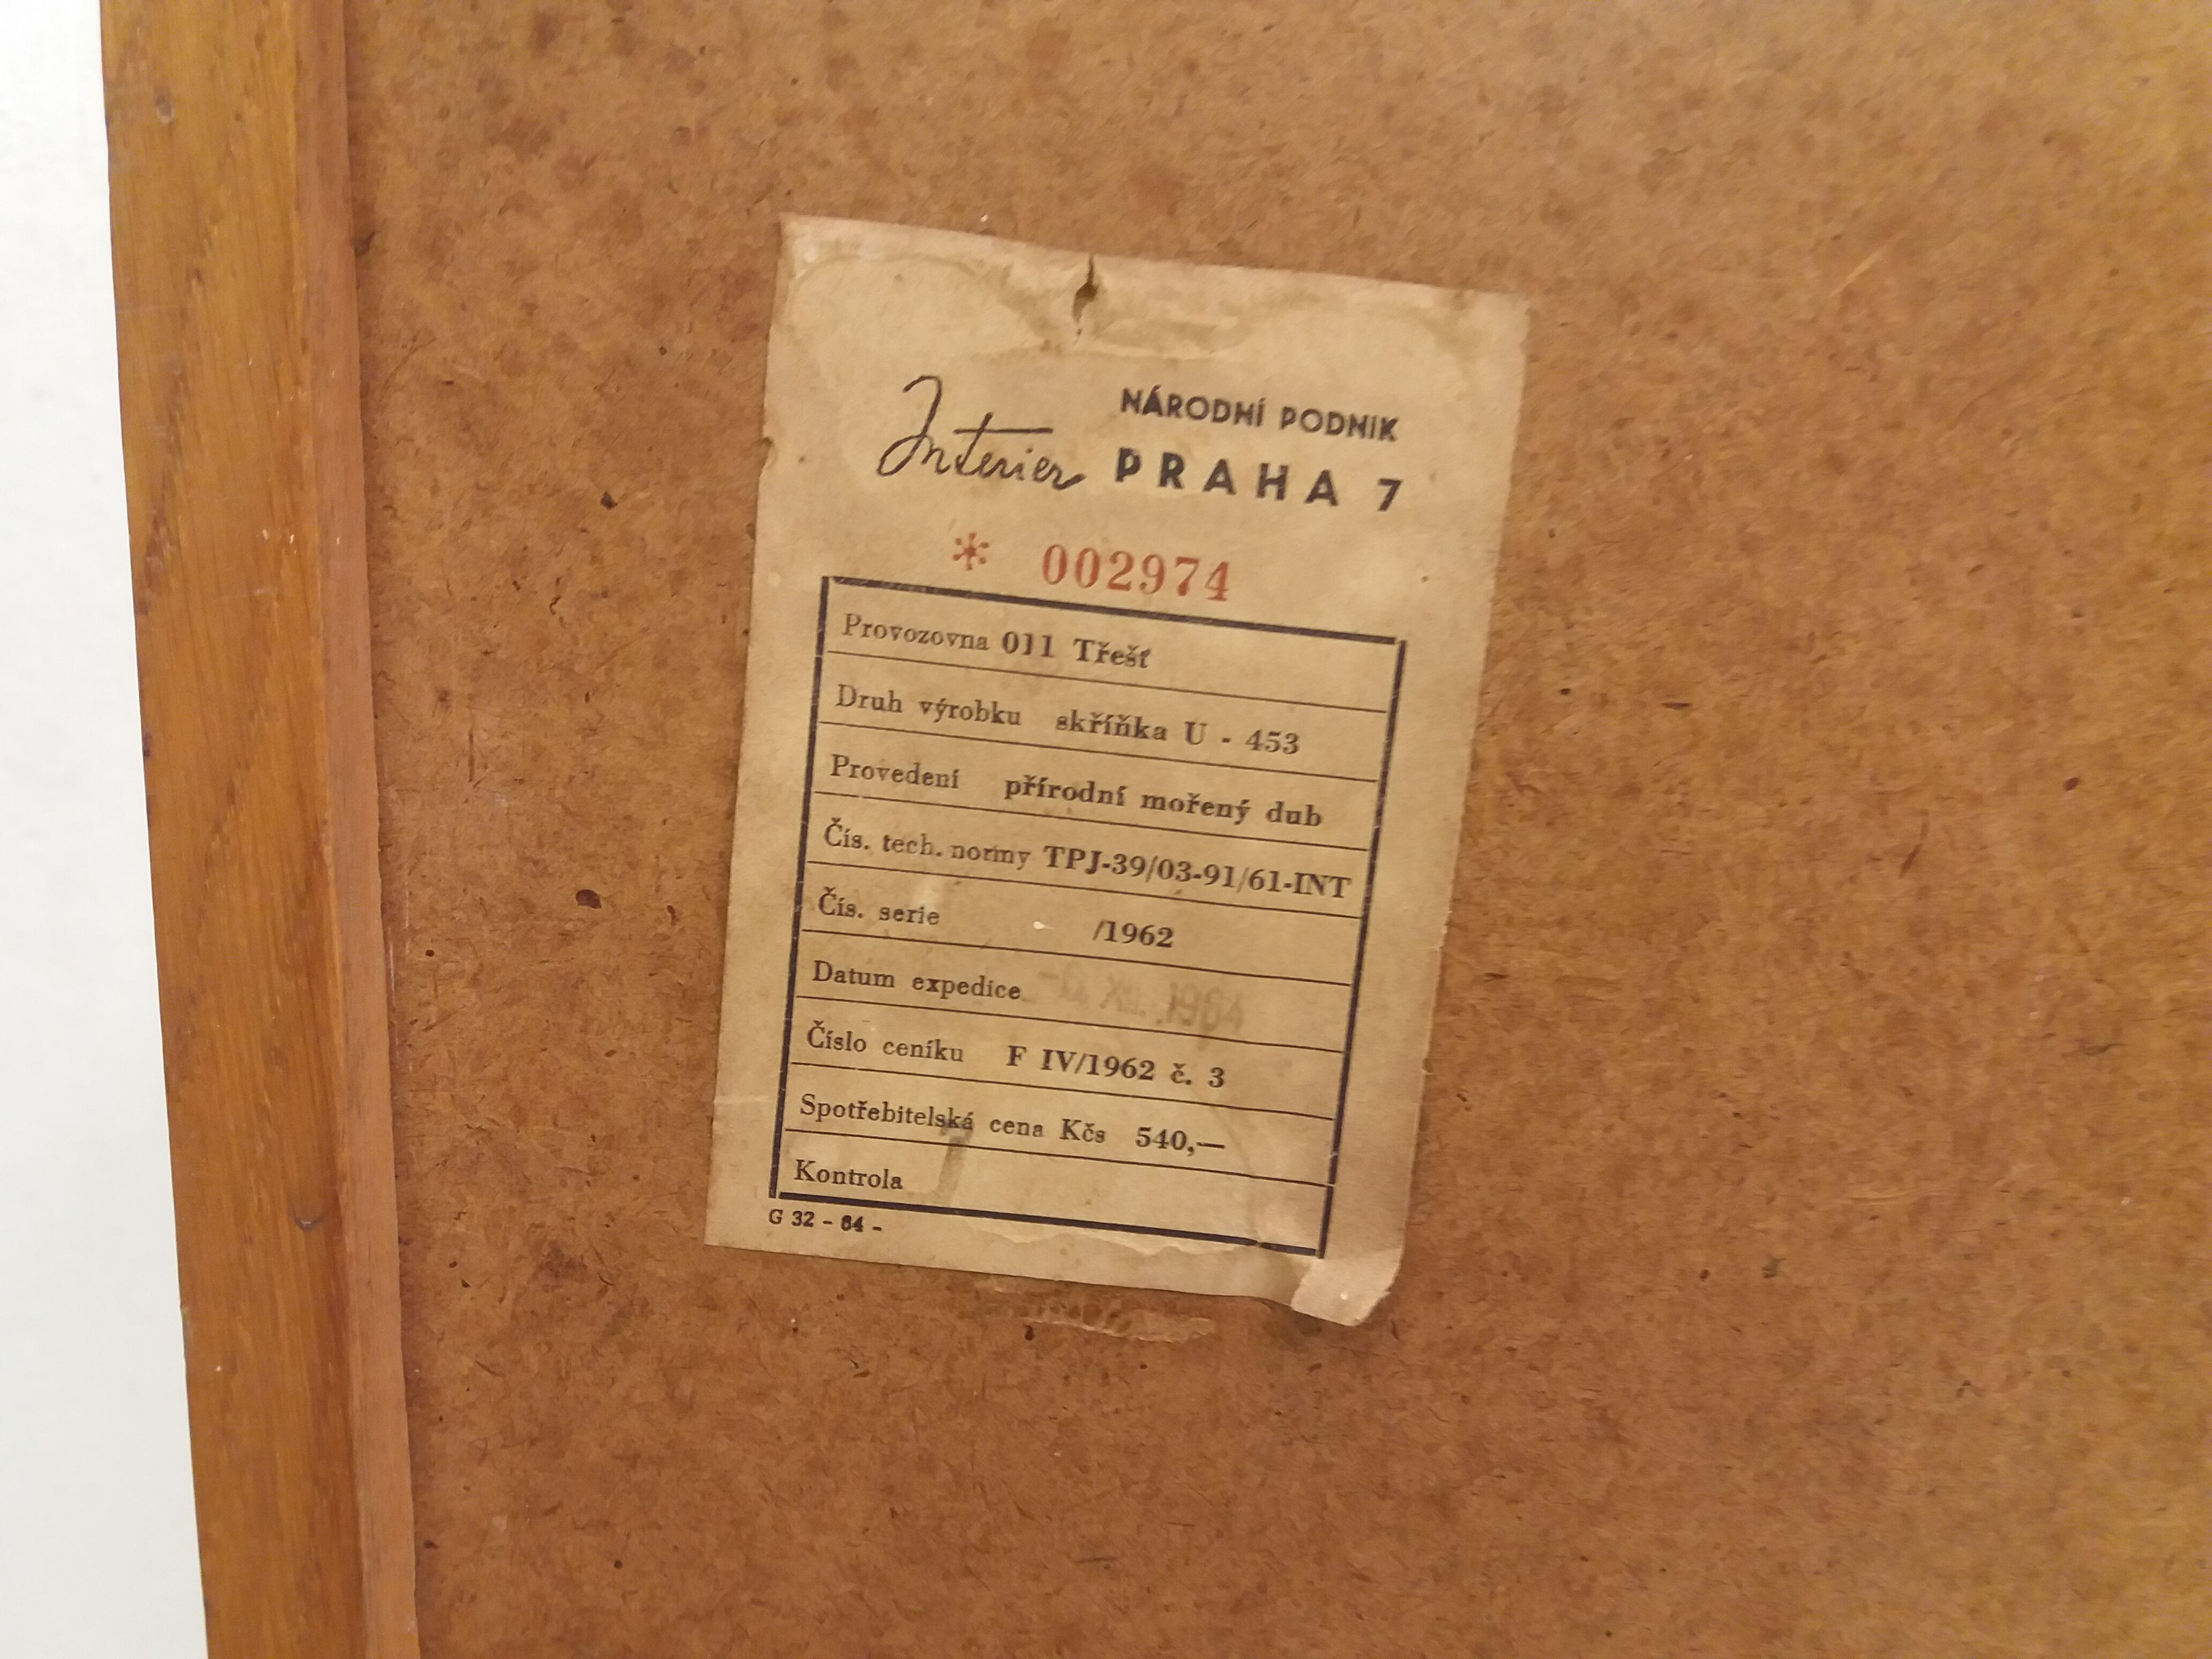 NÁRODNÍ PODNIK
Interier PRAHA 7
* 002974
Provozovna 011 Třešť
Druh výrobku skříňka U - 453
Provedení přírodní mořený dub
Čís. tech. normy TPJ-39/03-91/61-INT
Čís. serie /1962
Datum expedice XII. 1964
Číslo ceníku F IV/1962 č. 3
Spotřebitelská cena Kčs 540,—
Kontrola
G 32 - 64 -